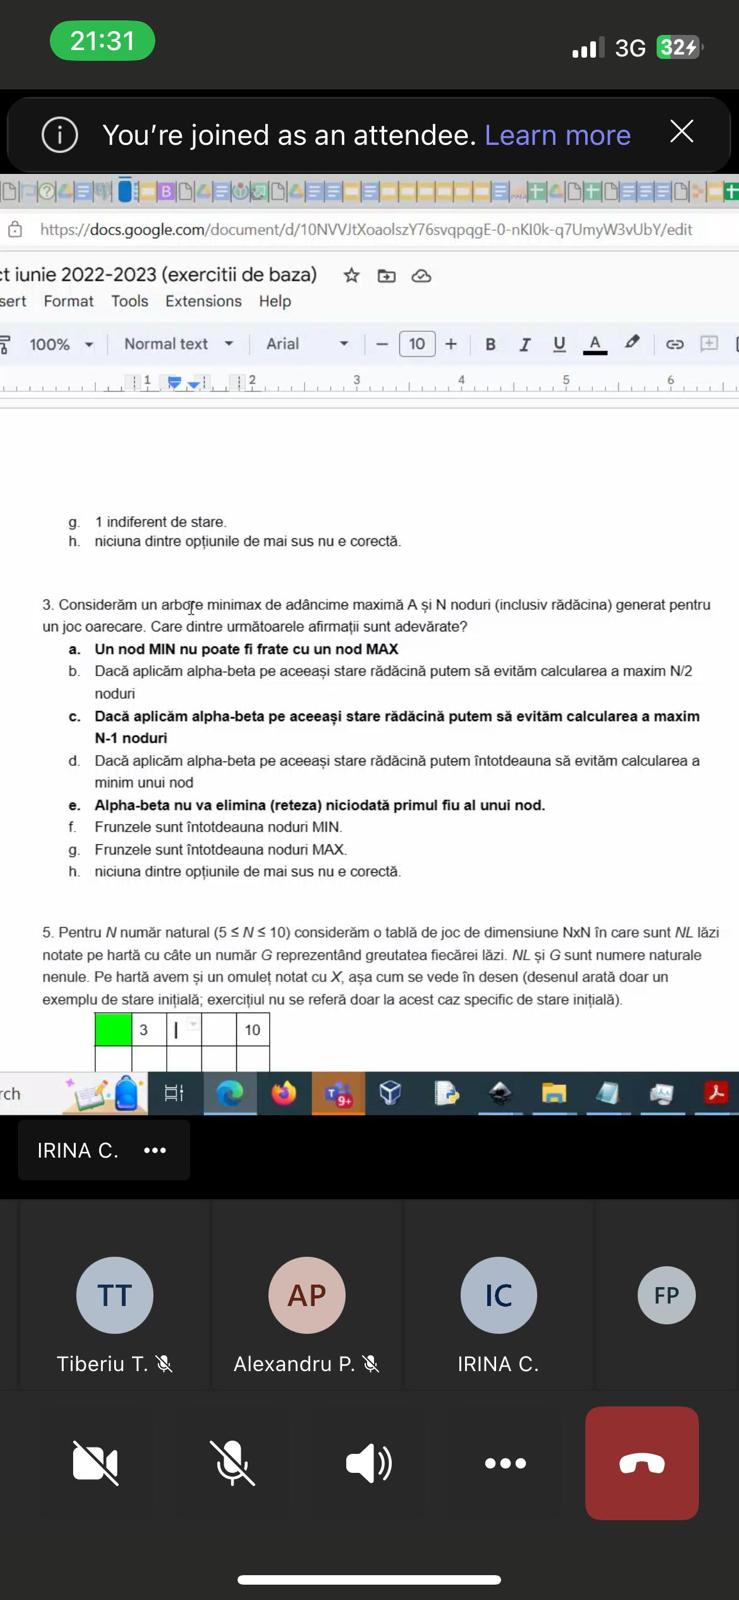 21:31
3G
32
You're joined as an attendee. Learn more
https://docs.google.com/document/d/10NVVJtXoaolszY76svqpqgE-0-nKI0k-q7UmyW3vUbY/edit
ct iunie 2022-2023 (exercitii de baza)
sert Format Tools Extensions Help
100% Normal text Arial − 10 + B I U A
1 2 3 4 5 6
g. 1 indiferent de stare.
h. niciuna dintre opțiunile de mai sus nu e corectă.
3. Considerăm un arbore minimax de adâncime maximă A și N noduri (inclusiv rădăcina) generat pentru
un joc oarecare. Care dintre următoarele afirmații sunt adevărate?
a. Un nod MIN nu poate fi frate cu un nod MAX
b. Dacă aplicăm alpha-beta pe aceeași stare rădăcină putem să evităm calcularea a maxim N/2
noduri
c. Dacă aplicăm alpha-beta pe aceeași stare rădăcină putem să evităm calcularea a maxim
N-1 noduri
d. Dacă aplicăm alpha-beta pe aceeași stare rădăcină putem întotdeauna să evităm calcularea a
minim unui nod
e. Alpha-beta nu va elimina (reteza) niciodată primul fiu al unui nod.
f. Frunzele sunt întotdeauna noduri MIN.
g. Frunzele sunt întotdeauna noduri MAX.
h. niciuna dintre opțiunile de mai sus nu e corectă.
5. Pentru N număr natural (5 ≤ N ≤ 10) considerăm o tablă de joc de dimensiune NxN în care sunt NL lăzi
notate pe hartă cu câte un număr G reprezentând greutatea fiecărei lăzi. NL și G sunt numere naturale
nenule. Pe hartă avem și un omuleț notat cu X, așa cum se vede în desen (desenul arată doar un
exemplu de stare inițială; exercițiul nu se referă doar la acest caz specific de stare inițială).
3 10
rch
9+
IRINA C.
TT AP IC FP
Tiberiu T. Alexandru P. IRINA C.